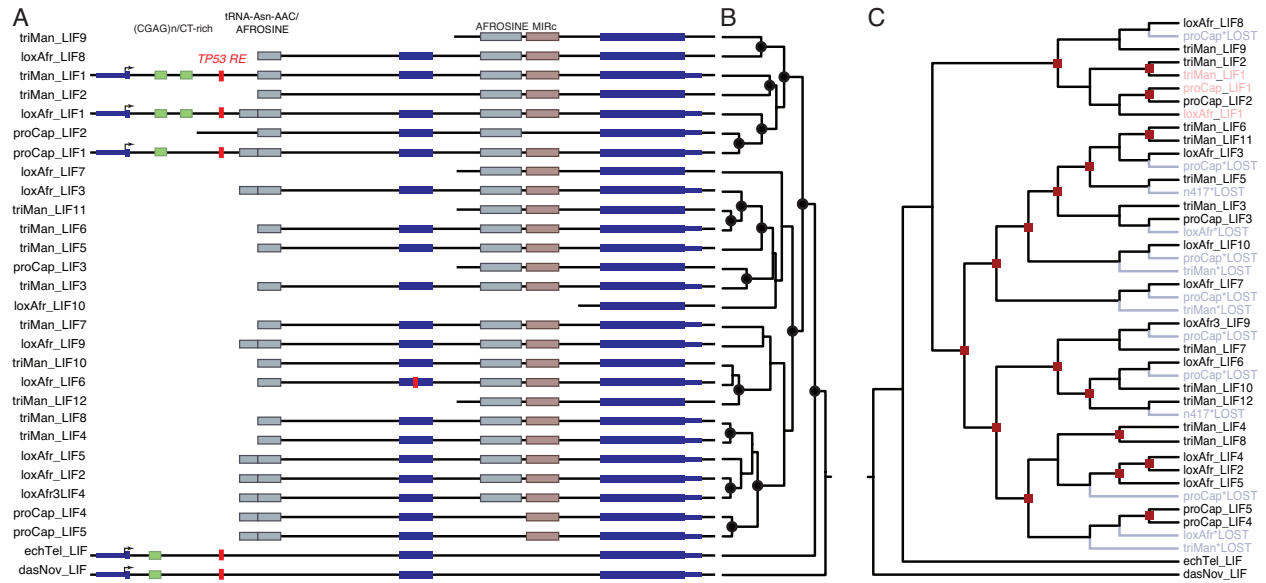 A
B
C
(CGAG)n/CT-rich
tRNA-Asn-AAC/
AFROSINE
AFROSINE MIRc
TP53 RE
triMan_LIF9
loxAfr_LIF8
triMan_LIF1
triMan_LIF2
loxAfr_LIF1
proCap_LIF2
proCap_LIF1
loxAfr_LIF7
loxAfr_LIF3
triMan_LIF11
triMan_LIF6
triMan_LIF5
proCap_LIF3
triMan_LIF3
loxAfr_LIF10
triMan_LIF7
loxAfr_LIF9
triMan_LIF10
loxAfr_LIF6
triMan_LIF12
triMan_LIF8
triMan_LIF4
loxAfr_LIF5
loxAfr_LIF2
loxAfr3LIF4
proCap_LIF4
proCap_LIF5
echTel_LIF
dasNov_LIF
loxAfr_LIF8
proCap*LOST
triMan_LIF9
triMan_LIF2
triMan_LIF1
proCap_LIF1
proCap_LIF2
loxAfr_LIF1
triMan_LIF6
triMan_LIF11
loxAfr_LIF3
proCap*LOST
triMan_LIF5
n417*LOST
triMan_LIF3
proCap_LIF3
loxAfr*LOST
loxAfr_LIF10
proCap*LOST
triMan*LOST
loxAfr_LIF7
proCap*LOST
triMan*LOST
loxAfr3_LIF9
proCap*LOST
triMan_LIF7
loxAfr_LIF6
proCap*LOST
triMan_LIF10
triMan_LIF12
n417*LOST
triMan_LIF4
triMan_LIF8
loxAfr_LIF4
loxAfr_LIF2
loxAfr_LIF5
proCap*LOST
proCap_LIF5
proCap_LIF4
loxAfr*LOST
triMan*LOST
echTel_LIF
dasNov_LIF